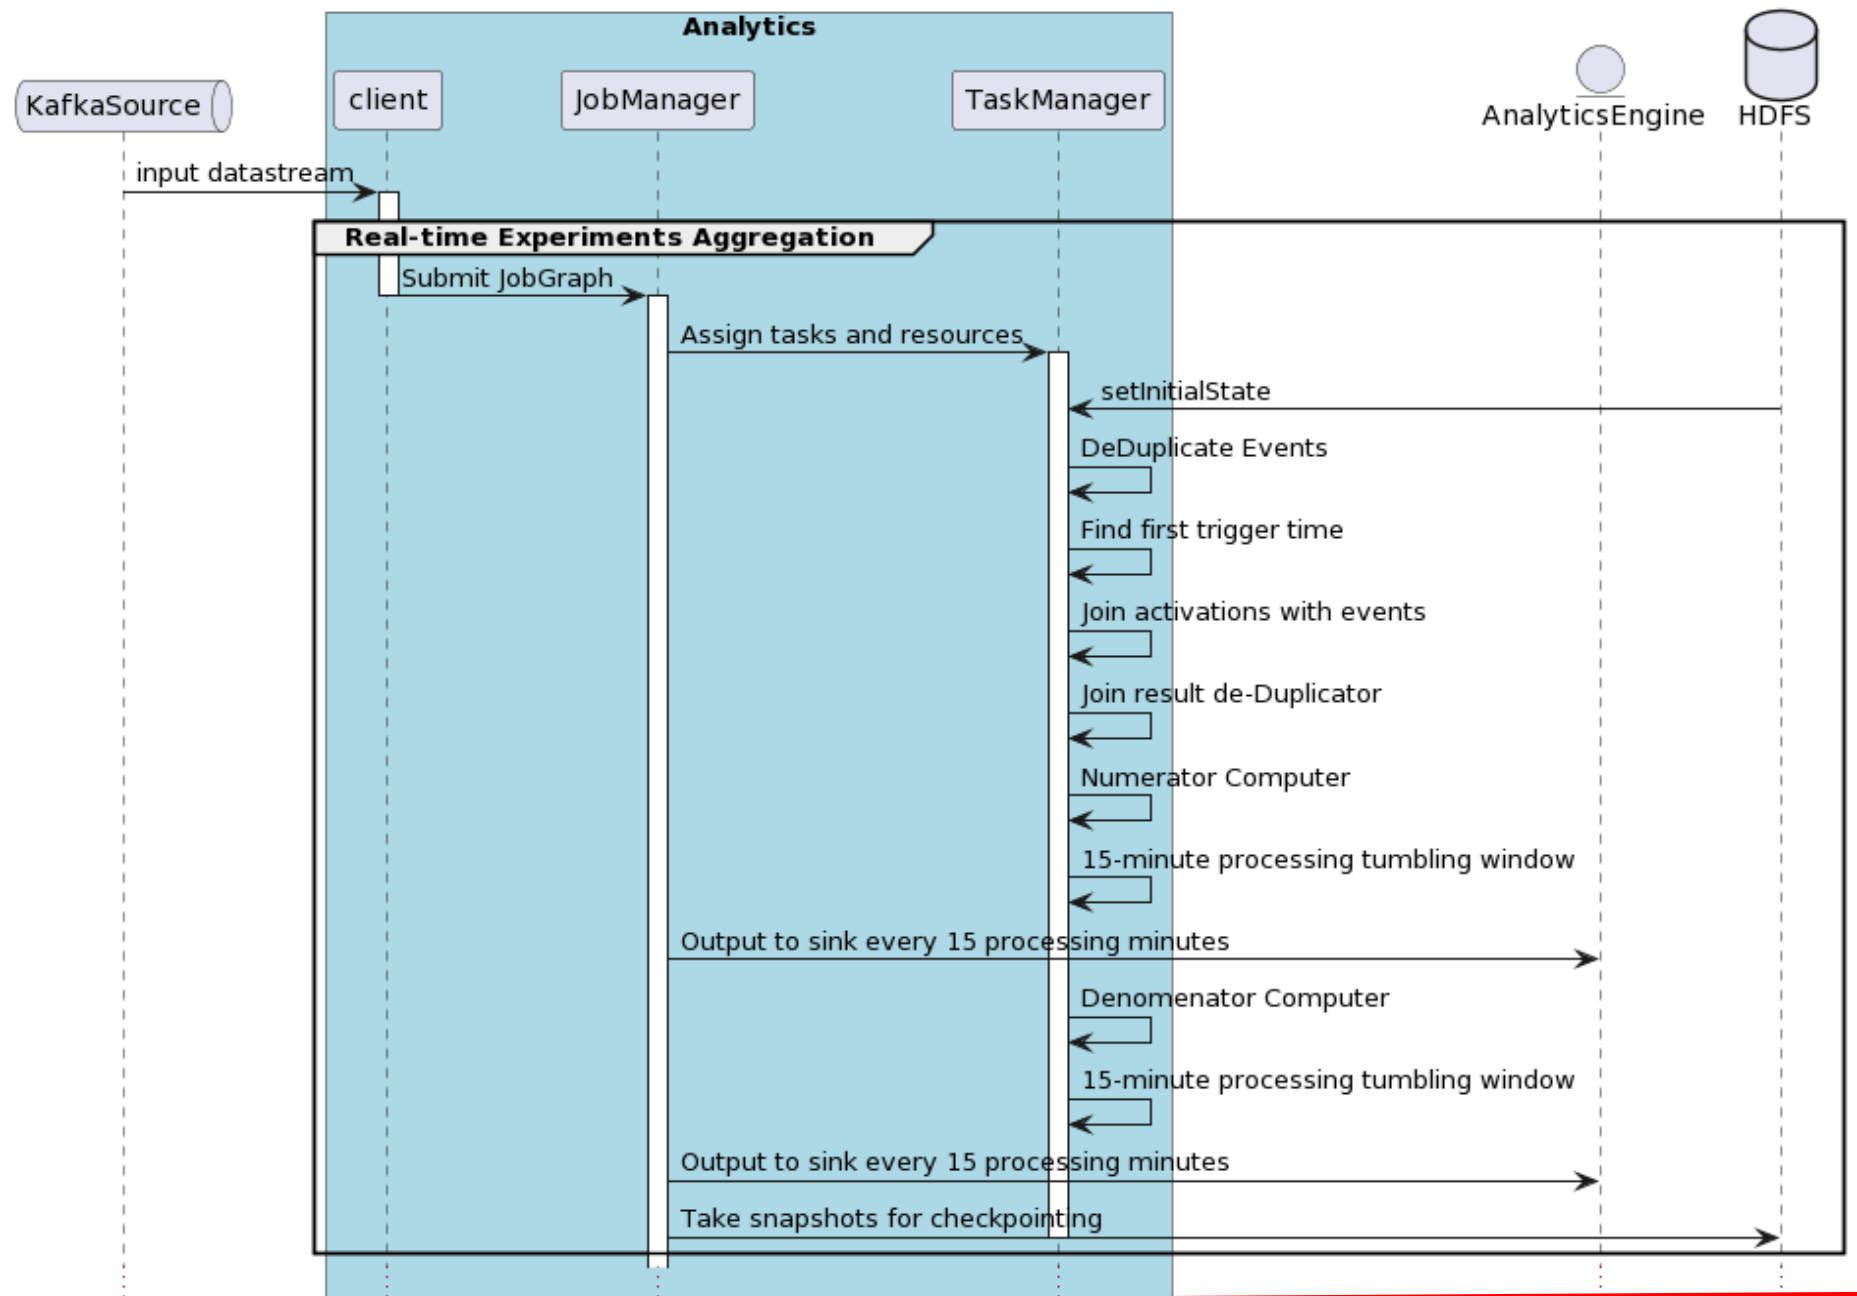 Analytics
KafkaSource
client
JobManager
TaskManager
AnalyticsEngine
HDFS
input datastream
Real-time Experiments Aggregation
Submit JobGraph
Assign tasks and resources
setInitialState
DeDuplicate Events
Find first trigger time
Join activations with events
Join result de-Duplicator
Numerator Computer
15-minute processing tumbling window
Output to sink every 15 processing minutes
Denomenator Computer
15-minute processing tumbling window
Output to sink every 15 processing minutes
Take snapshots for checkpointing